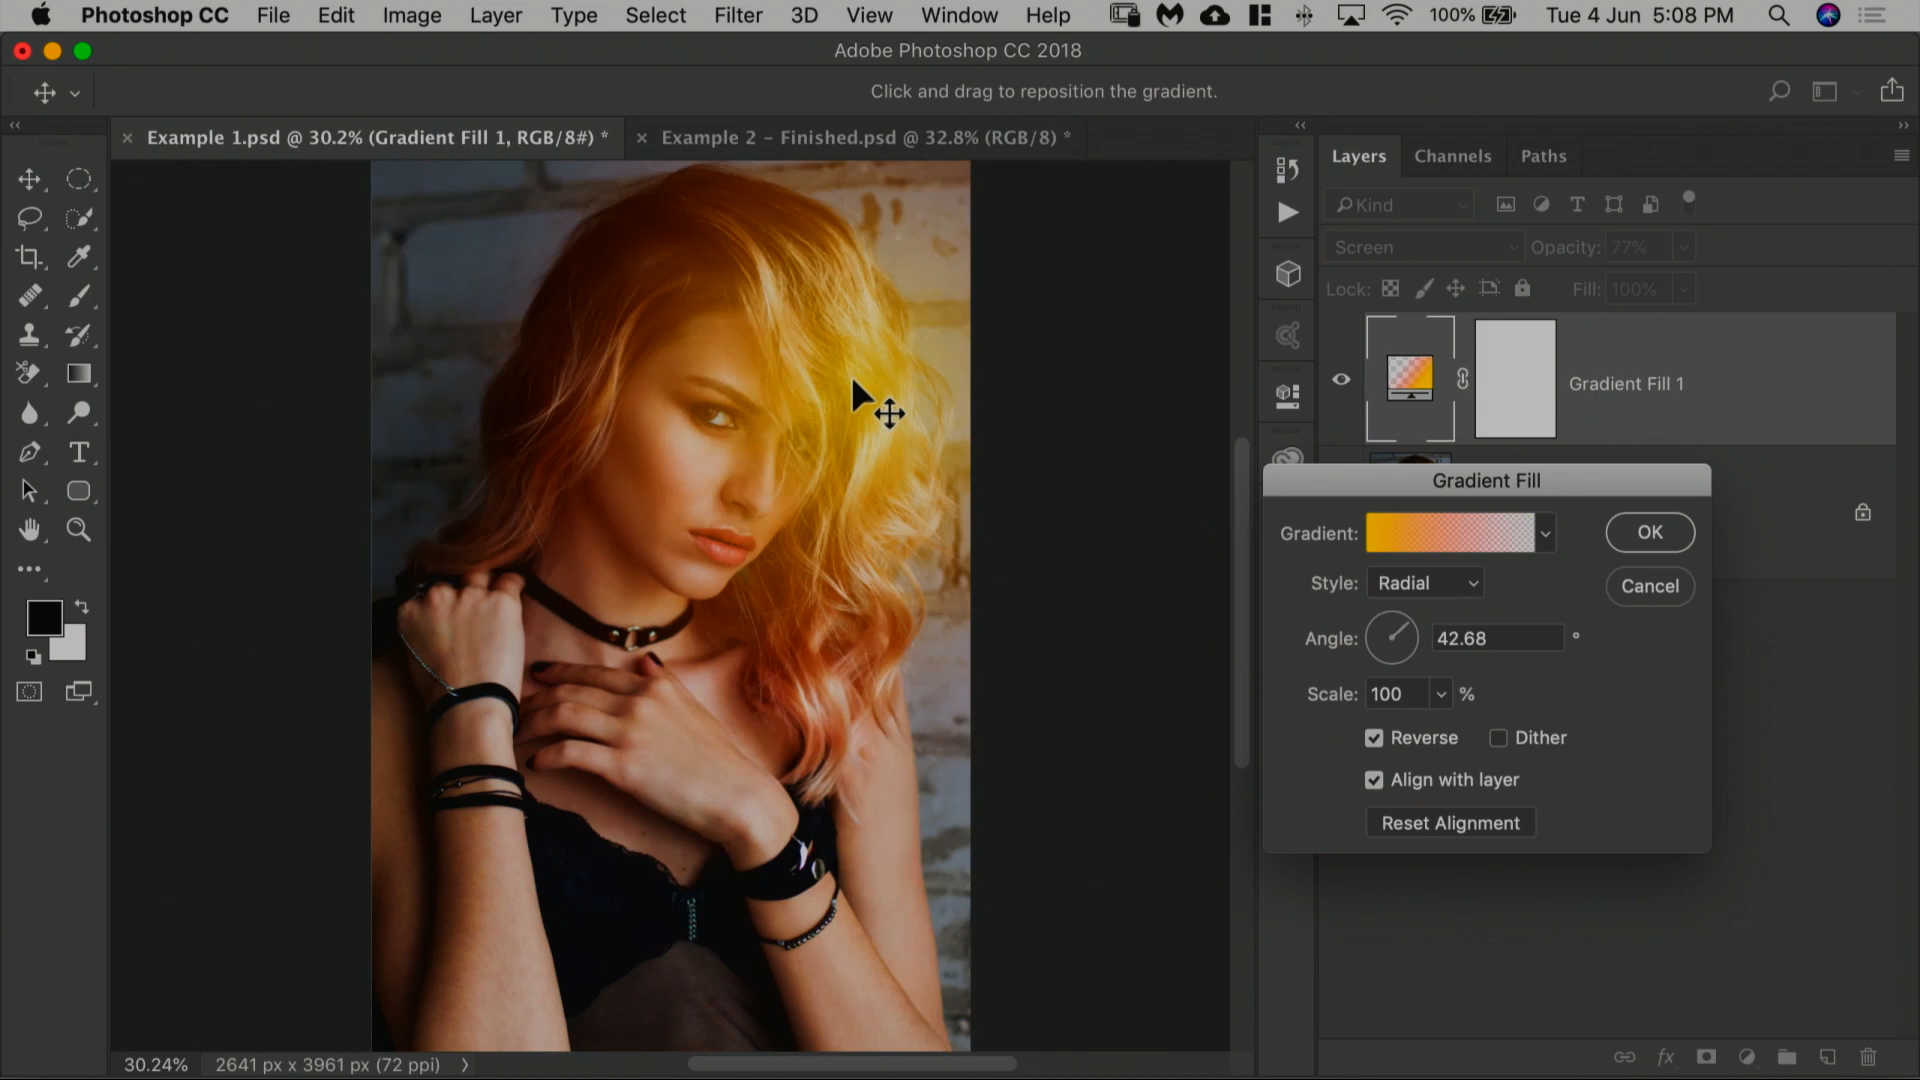 Photoshop CC File Edit Image Layer Type Select Filter 3D View Window Help 100% Tue 4 Jun 5:08 PM
Adobe Photoshop CC 2018
Click and drag to reposition the gradient.
Example 1.psd @ 30.2% (Gradient Fill 1, RGB/8#) * Example 2 – Finished.psd @ 32.8% (RGB/8) *
Layers Channels Paths
Kind
Screen Opacity: 77%
Lock: Fill: 100%
Gradient Fill 1
Gradient Fill
Gradient: OK
Style: Radial Cancel
Angle: 42.68 °
Scale: 100 %
Reverse Dither
Align with layer
Reset Alignment
30.24% 2641 px x 3961 px (72 ppi)
fx